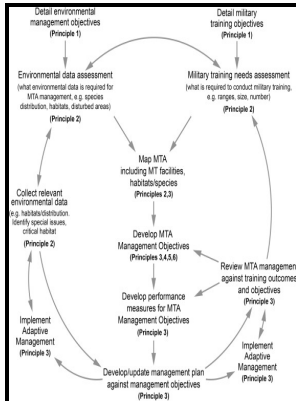 Detail environmental
management objectives
(Principle 1)
Detail military
training objectives
(Principle 1)
Environmental data assessment
(what environmental data is required for
MTA management, e.g. species
distribution, habitats, disturbed areas)
(Principle 2)
Military training needs assessment
(what is required to conduct military training,
e.g. ranges, size, number)
(Principle 2)
Map MTA
including MT facilities,
habitats/species
(Principles 2,3)
Collect relevant
environmental data
(e.g. habitats/distribution.
Identify special issues,
critical habitat
(Principle 2)
Develop MTA
Management Objectives
(Principles 3,4,5,6)
Review MTA management
against training outcomes
and objectives
(Principle 3)
Develop performance
measures for MTA
Management Objectives
(Principle 3)
Implement
Adaptive
Management
(Principle 3)
Implement
Adaptive
Management
(Principle 3)
Develop/update management plan
against management objectives
(Principle 3)